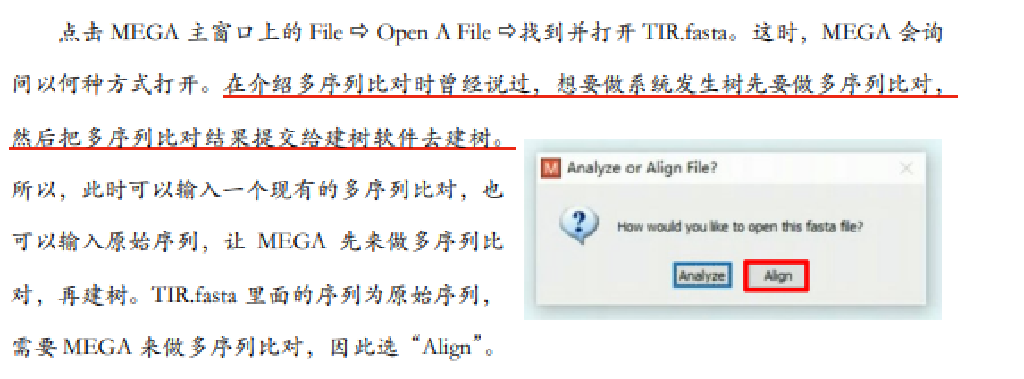 点击 MEGA 主窗口上的 File ⇨ Open A File ⇨找到并打开 TIR.fasta。这时，MEGA 会询
问以何种方式打开。在介绍多序列比对时曾经说过，想要做系统发生树先要做多序列比对，
然后把多序列比对结果提交给建树软件去建树。
所以，此时可以输入一个现有的多序列比对，也
可以输入原始序列，让 MEGA 先来做多序列比
对，再建树。TIR.fasta 里面的序列为原始序列，
需要 MEGA 来做多序列比对，因此选“Align”。
M Analyze or Align File?
How would you like to open this fasta file?
Analyze Align